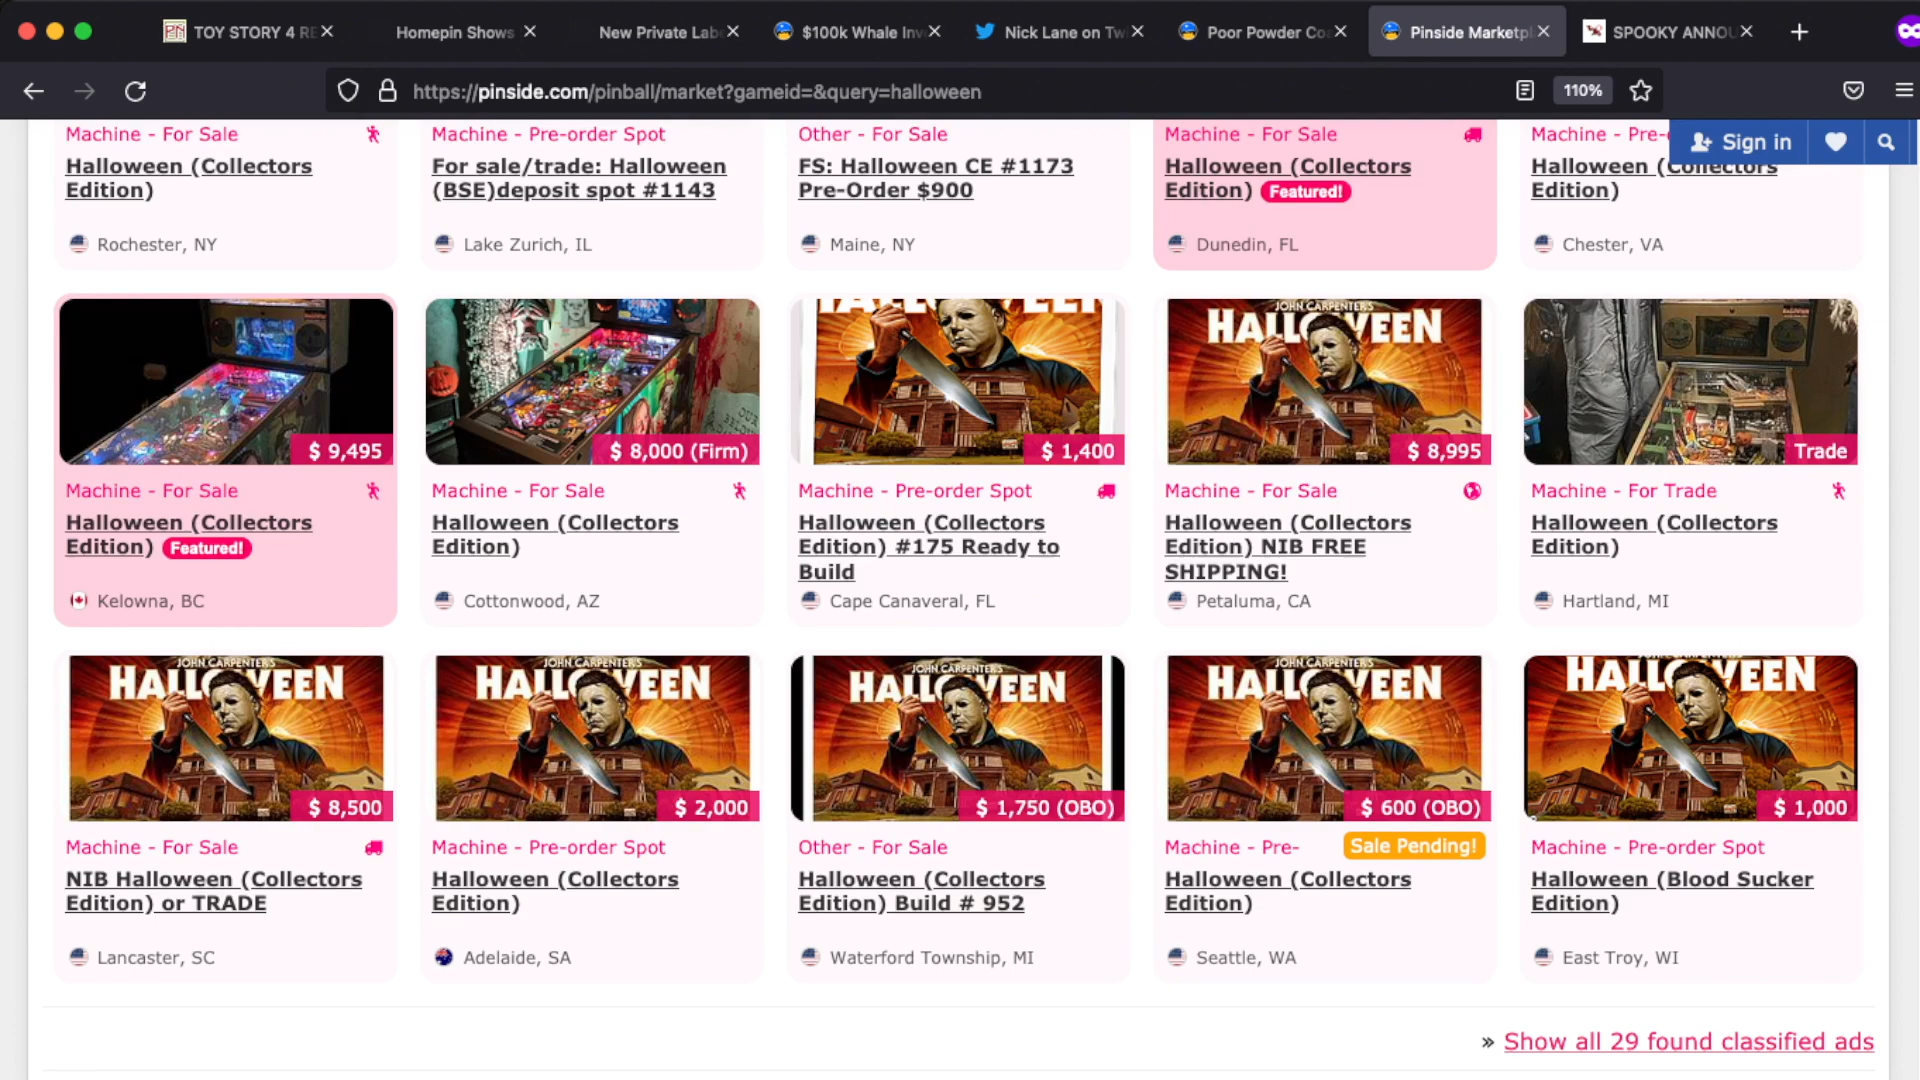 TOY STORY 4 RE
Homepin Shows
New Private Lab
$100k Whale Inv
Nick Lane on Tw
Poor Powder Co
Pinside Marketpl
SPOOKY ANNOU
https://pinside.com/pinball/market?gameid=&query=halloween
110%
Sign in
Machine - For Sale
Halloween (Collectors
Edition)
Rochester, NY
Machine - Pre-order Spot
For sale/trade: Halloween
(BSE)deposit spot #1143
Lake Zurich, IL
Other - For Sale
FS: Halloween CE #1173
Pre-Order $900
Maine, NY
Machine - For Sale
Halloween (Collectors
Edition) Featured!
Dunedin, FL
Machine - Pre-
Halloween (Collectors
Edition)
Chester, VA
$ 9,495
Machine - For Sale
Halloween (Collectors
Edition) Featured!
Kelowna, BC
$ 8,000 (Firm)
Machine - For Sale
Halloween (Collectors
Edition)
Cottonwood, AZ
HALLOWEEN
$ 1,400
Machine - Pre-order Spot
Halloween (Collectors
Edition) #175 Ready to
Build
Cape Canaveral, FL
JOHN CARPENTER'S
HALLOWEEN
$ 8,995
Machine - For Sale
Halloween (Collectors
Edition) NIB FREE
SHIPPING!
Petaluma, CA
Trade
Machine - For Trade
Halloween (Collectors
Edition)
Hartland, MI
JOHN CARPENTER'S
HALLOWEEN
$ 8,500
Machine - For Sale
NIB Halloween (Collectors
Edition) or TRADE
Lancaster, SC
JOHN CARPENTER'S
HALLOWEEN
$ 2,000
Machine - Pre-order Spot
Halloween (Collectors
Edition)
Adelaide, SA
JOHN CARPENTER'S
HALLOWEEN
$ 1,750 (OBO)
Other - For Sale
Halloween (Collectors
Edition) Build # 952
Waterford Township, MI
JOHN CARPENTER'S
HALLOWEEN
$ 600 (OBO)
Machine - Pre-
Sale Pending!
Halloween (Collectors
Edition)
Seattle, WA
HALLOWEEN
$ 1,000
Machine - Pre-order Spot
Halloween (Blood Sucker
Edition)
East Troy, WI
» Show all 29 found classified ads